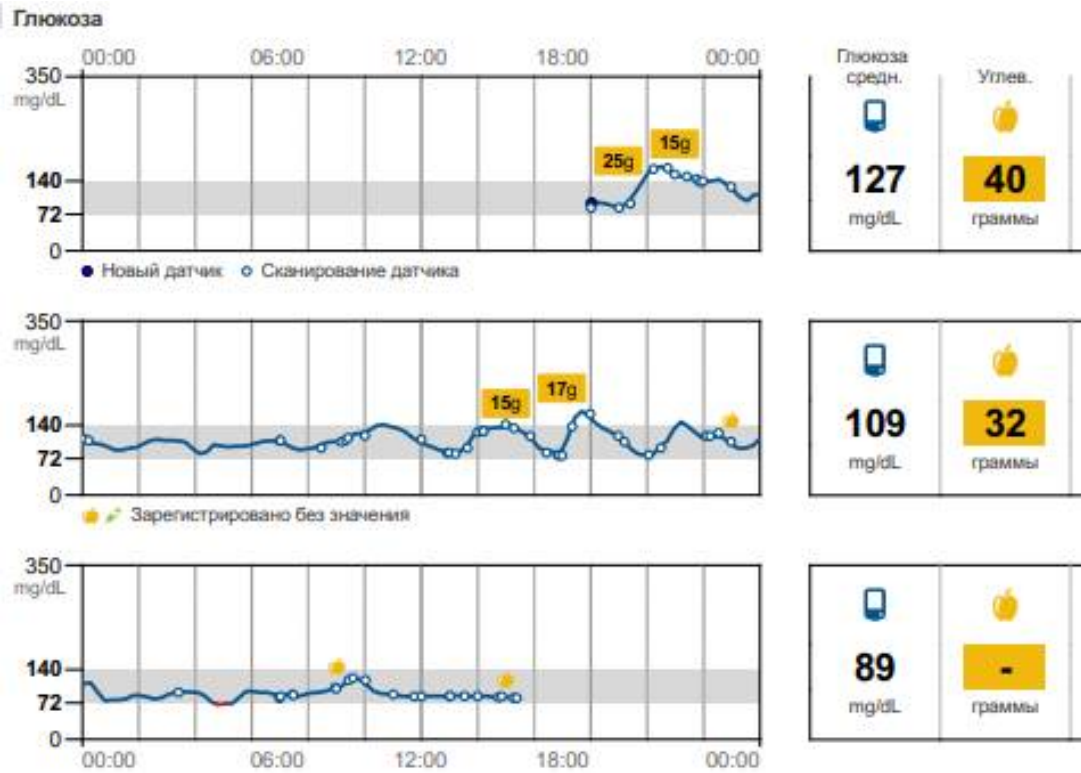 Глюкоза
00:00 06:00 12:00 18:00 00:00
Глюкоза средн.
Углев.
350
mg/dL
25g 15g
140
72
0
127
mg/dL
40
граммы
Новый датчик Сканирование датчика
350
mg/dL
15g 17g
140
72
0
109
mg/dL
32
граммы
Зарегистрировано без значения
350
mg/dL
140
72
0
89
mg/dL
-
граммы
00:00 06:00 12:00 18:00 00:00